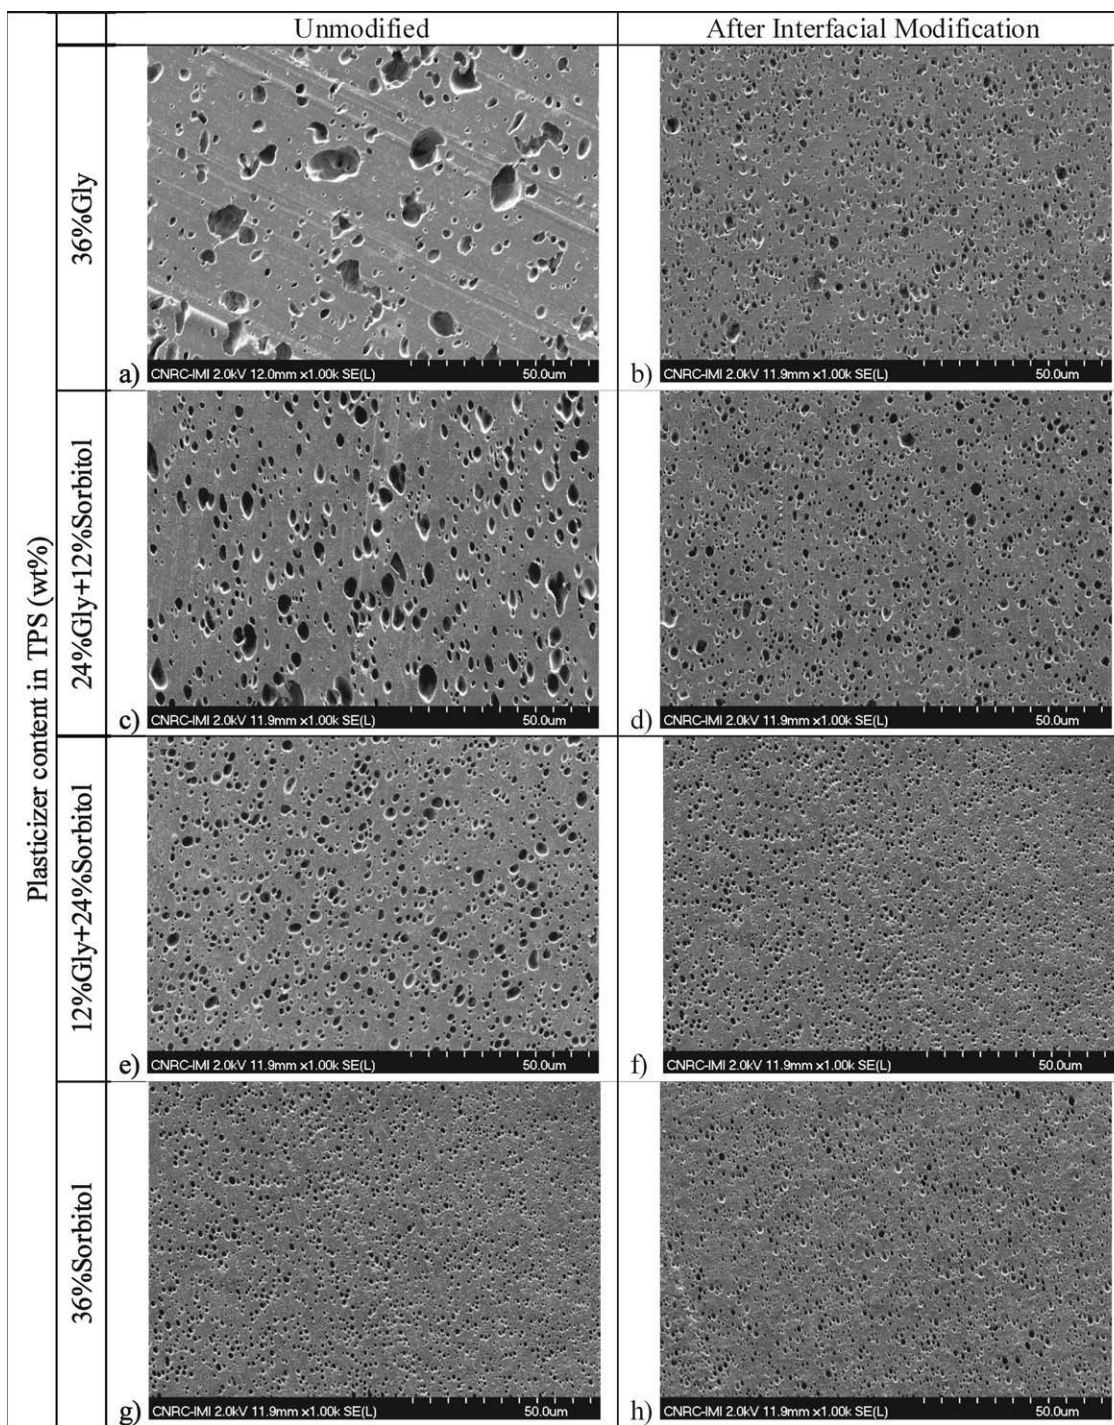 Unmodified
After Interfacial Modification
Plasticizer content in TPS (wt%)
36%Gly
a)
CNRC-IMI 2.0kV 12.0mm x1.00k SE(L)
50.0um
b)
CNRC-IMI 2.0kV 11.9mm x1.00k SE(L)
50.0um
24%Gly+12%Sorbitol
c)
CNRC-IMI 2.0kV 11.9mm x1.00k SE(L)
50.0um
d)
CNRC-IMI 2.0kV 11.9mm x1.00k SE(L)
50.0um
12%Gly+24%Sorbitol
e)
CNRC-IMI 2.0kV 11.9mm x1.00k SE(L)
50.0um
f)
CNRC-IMI 2.0kV 11.9mm x1.00k SE(L)
50.0um
36%Sorbitol
g)
CNRC-IMI 2.0kV 11.9mm x1.00k SE(L)
50.0um
h)
CNRC-IMI 2.0kV 11.9mm x1.00k SE(L)
50.0um